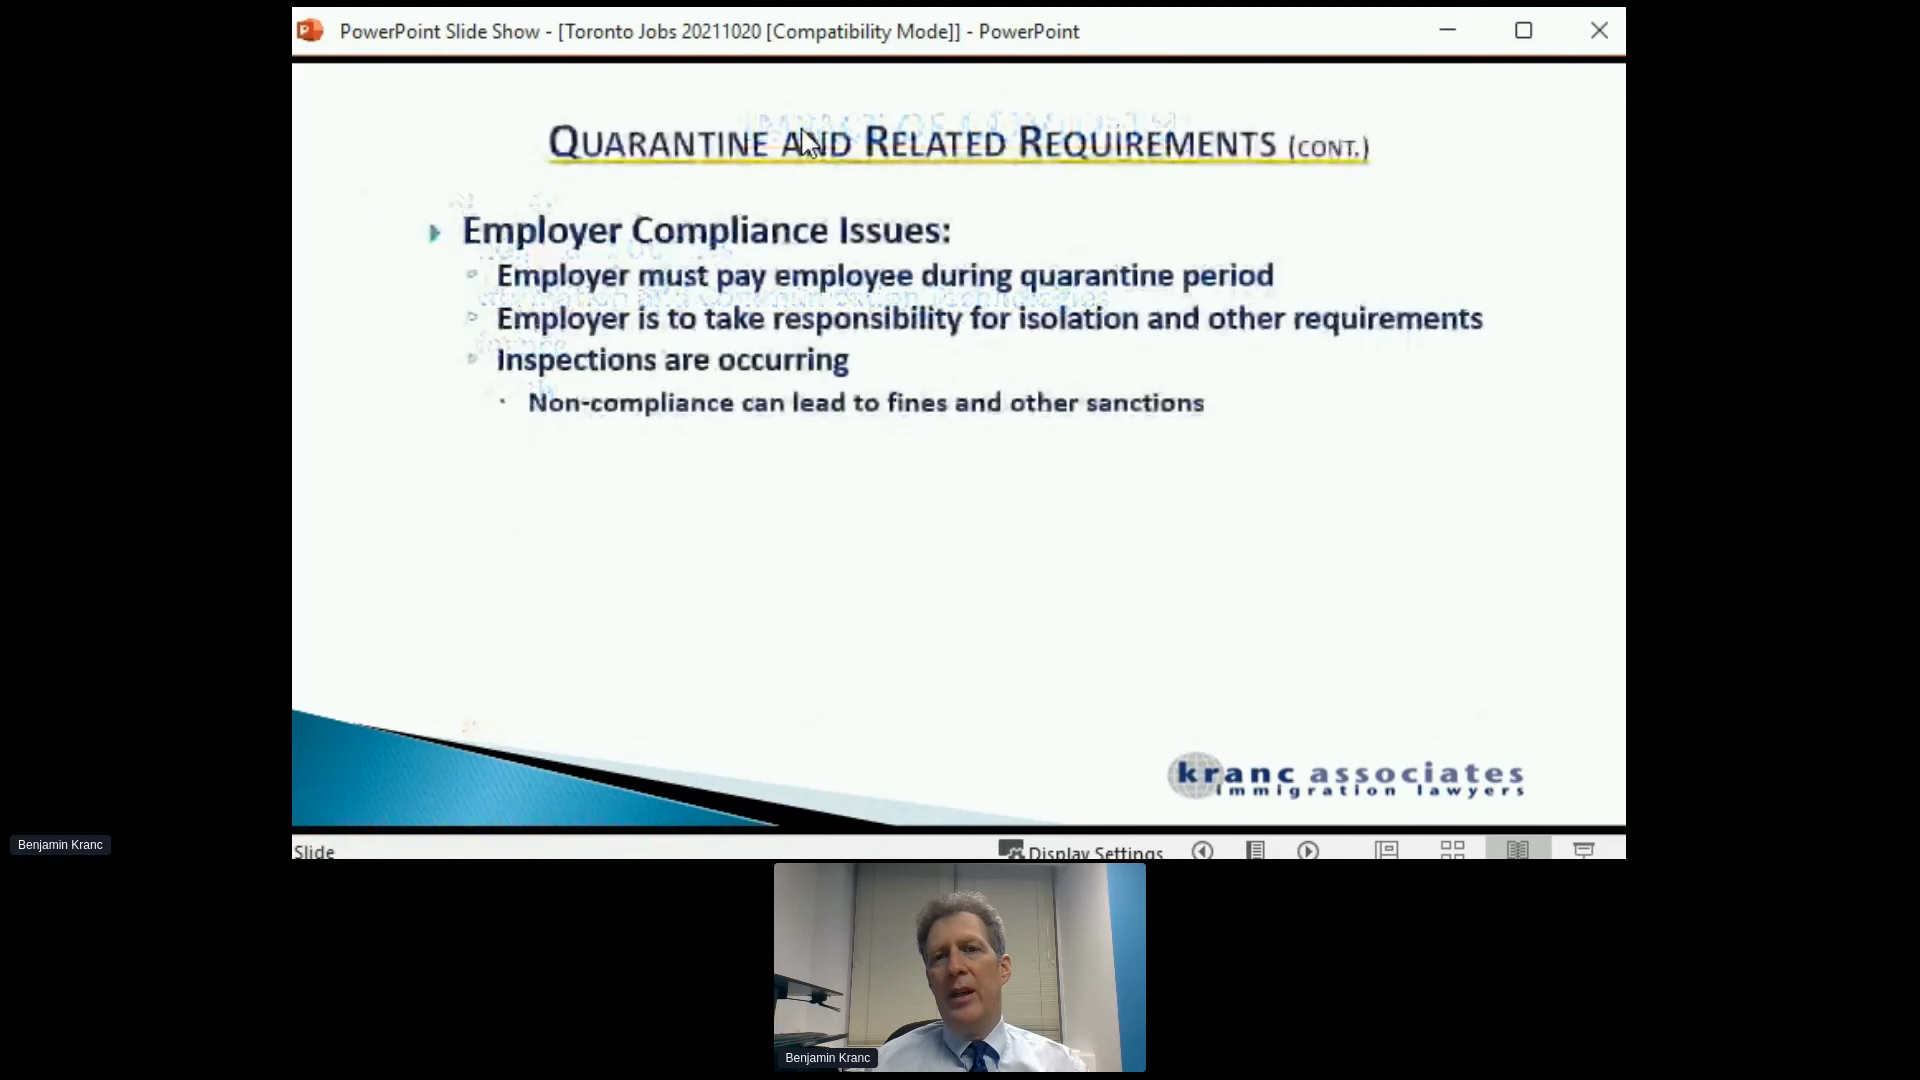 PowerPoint Slide Show - [Toronto Jobs 20211020 [Compatibility Mode]] - PowerPoint
QUARANTINE AND RELATED REQUIREMENTS (CONT.)
Employer Compliance Issues:
Employer must pay employee during quarantine period
Employer is to take responsibility for isolation and other requirements
Inspections are occurring
Non-compliance can lead to fines and other sanctions
kranc associates
immigration lawyers
Slide
Display Settings
Benjamin Kranc
Benjamin Kranc